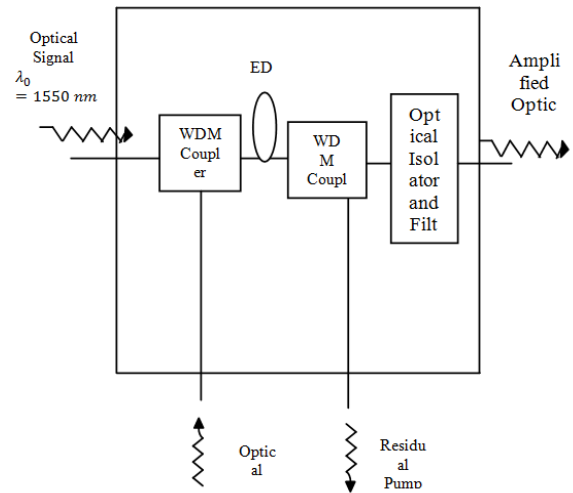 Optical
Signal
λ₀
= 1550 nm
ED
Ampli
fied
Optic
WDM
Coupl
er
WD
M
Coupl
Opt
ical
Isol
ator
and
Filt
Optic
al
Residu
al
Pump